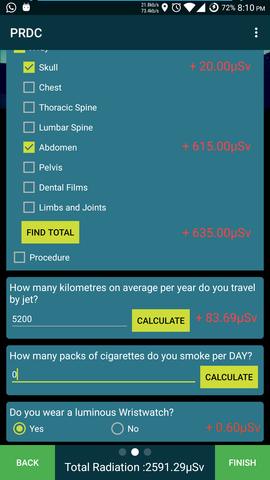 21.8kb/s
73.4kb/s
72% 8:10 PM
PRDC
Skull + 20.00μSv
Chest
Thoracic Spine
Lumbar Spine
Abdomen + 615.00μSv
Pelvis
Dental Films
Limbs and Joints
FIND TOTAL + 635.00μSv
Procedure
How many kilometres on average per year do you travel
by jet?
5200 CALCULATE + 83.69μSv
How many packs of cigarettes do you smoke per DAY?
0 CALCULATE
Do you wear a luminous Wristwatch?
Yes No + 0.60μSv
BACK Total Radiation :2591.29μSv FINISH